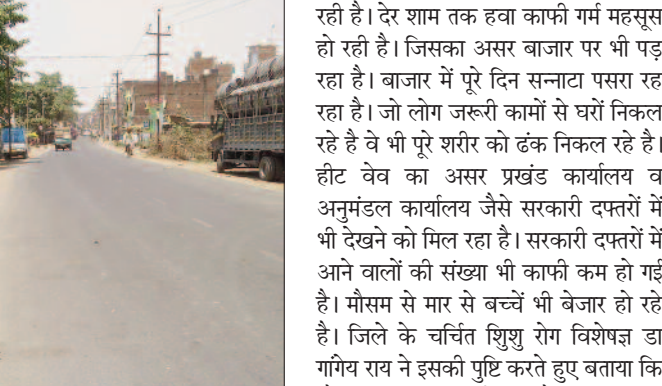 रही है। देर शाम तक हवा काफी गर्म महसूस
हो रही है। जिसका असर बाजार पर भी पड़
रहा है। बाजार में पूरे दिन सन्नाटा पसरा रह
रहा है। जो लोग जरूरी कामों से घरों निकल
रहे है वे भी पूरे शरीर को ढंक निकल रहे है।
हीट वेव का असर प्रखंड कार्यालय व
अनुमंडल कार्यालय जैसे सरकारी दफ्तरों में
भी देखने को मिल रहा है। सरकारी दफ्तरों में
आने वालों की संख्या भी काफी कम हो गई
है। मौसम से मार से बच्चें भी बेजार हो रहे
है। जिले के चर्चित शिुशु रोग विशेषज्ञ डा
गांगेय राय ने इसकी पुष्टि करते हुए बताया कि